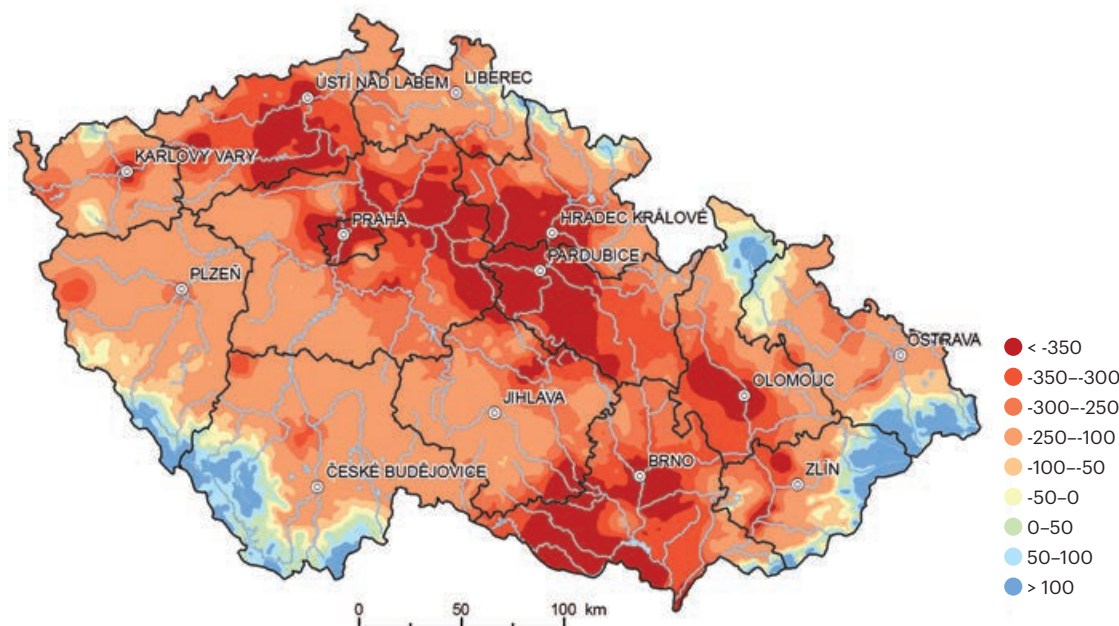 ÚSTÍ NAD LABEM
LIBEREC
KARLOVY VARY
PRAHA
HRADEC KRÁLOVÉ
PARDUBICE
PLZEŇ
OSTRAVA
OLOMOUC
JIHLAVA
ČESKÉ BUDĚJOVICE
BRNO
ZLÍN
< -350
-350–-300
-300–-250
-250–-100
-100–-50
-50–0
0–50
50–100
> 100
0 50 100 km